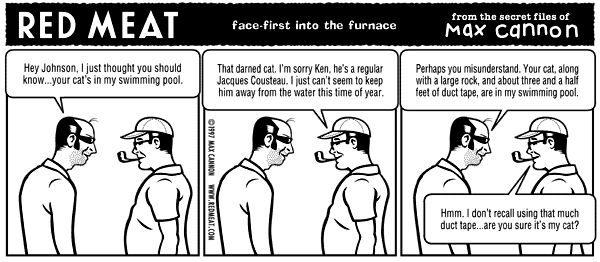 RED MEAT
face-first into the furnace
from the secret files of
Max cannon
Hey Johnson, I just thought you should
know...your cat's in my swimming pool.
That darned cat. I'm sorry Ken, he's a regular
Jacques Cousteau. I just can't seem to keep
him away from the water this time of year.
©1997 MAX CANNON WWW.REDMEAT.COM
Perhaps you misunderstand. Your cat, along
with a large rock, and about three and a half
feet of duct tape, are in my swimming pool.
Hmm. I don't recall using that much
duct tape...are you sure it's my cat?